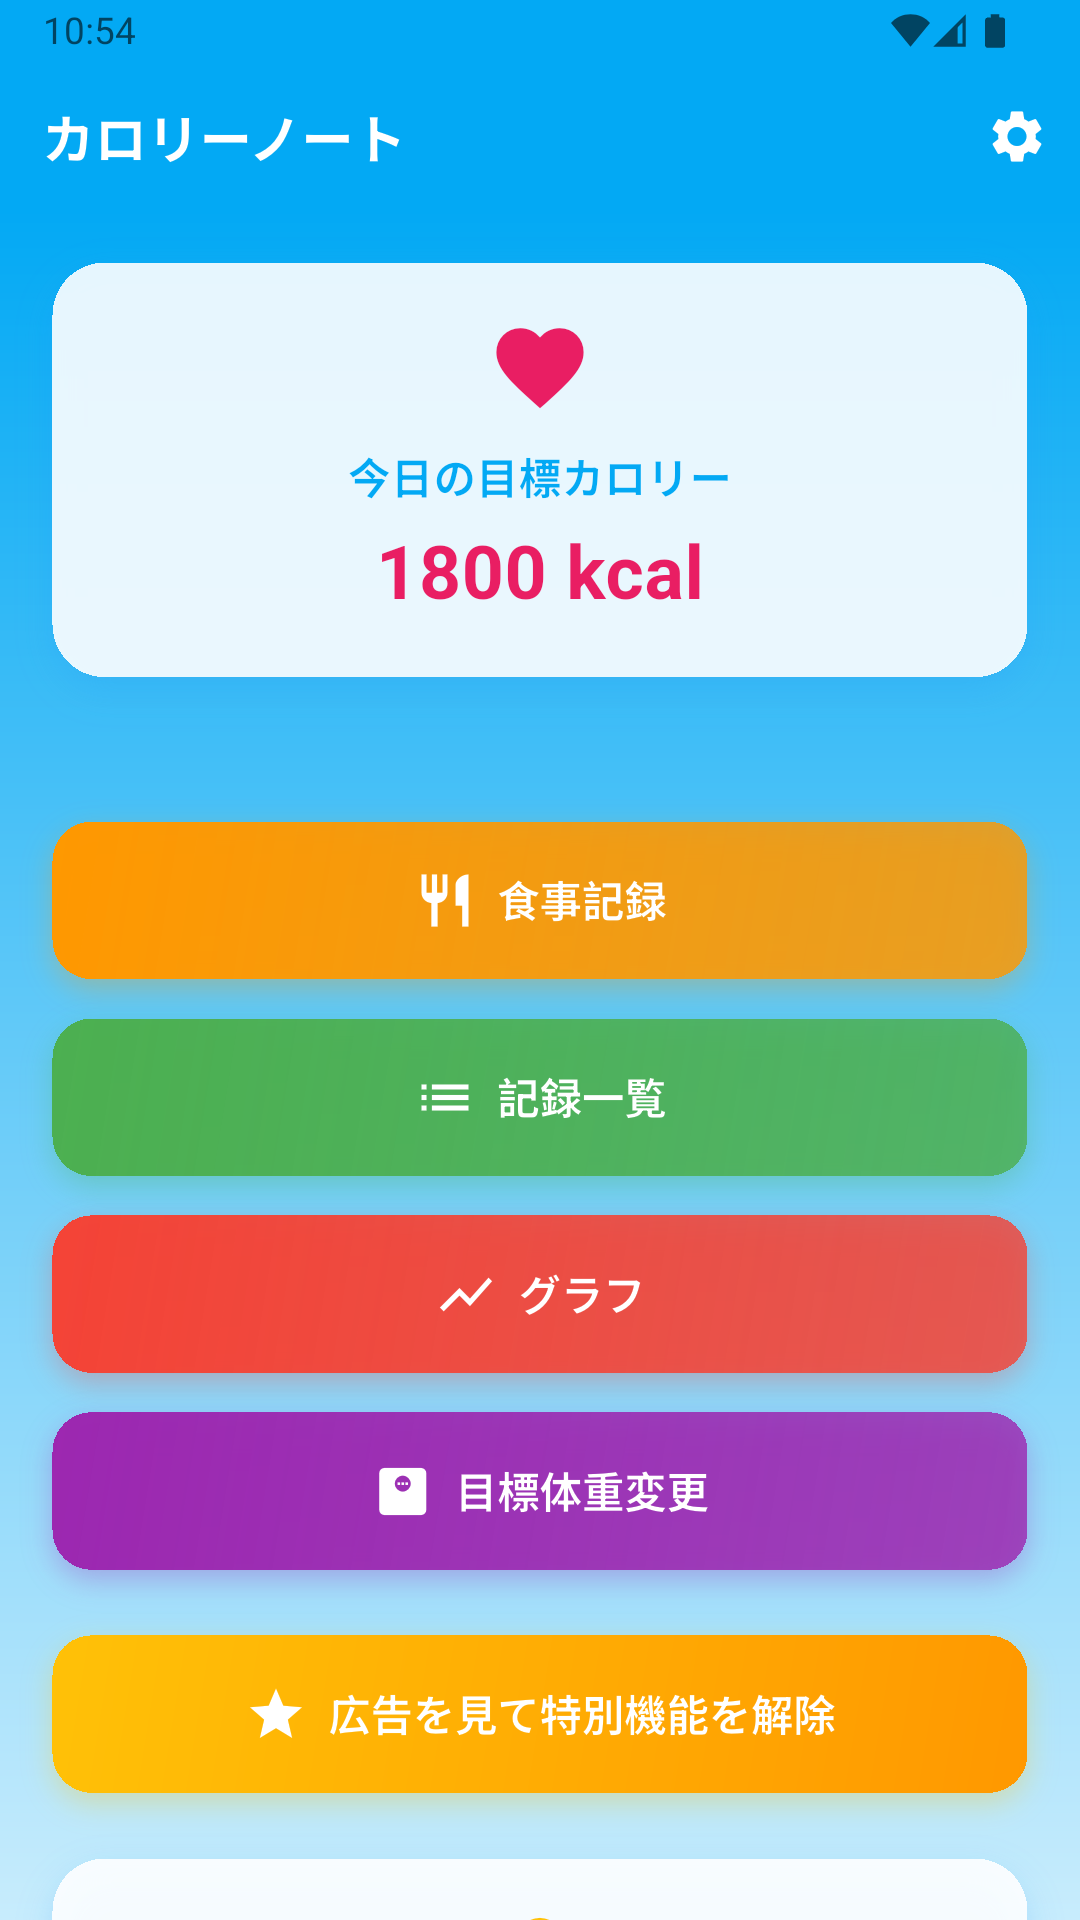 10:54
カロリーノート
今日の目標カロリー
1800 kcal
食事記録
記録一覧
グラフ
目標体重変更
広告を見て特別機能を解除